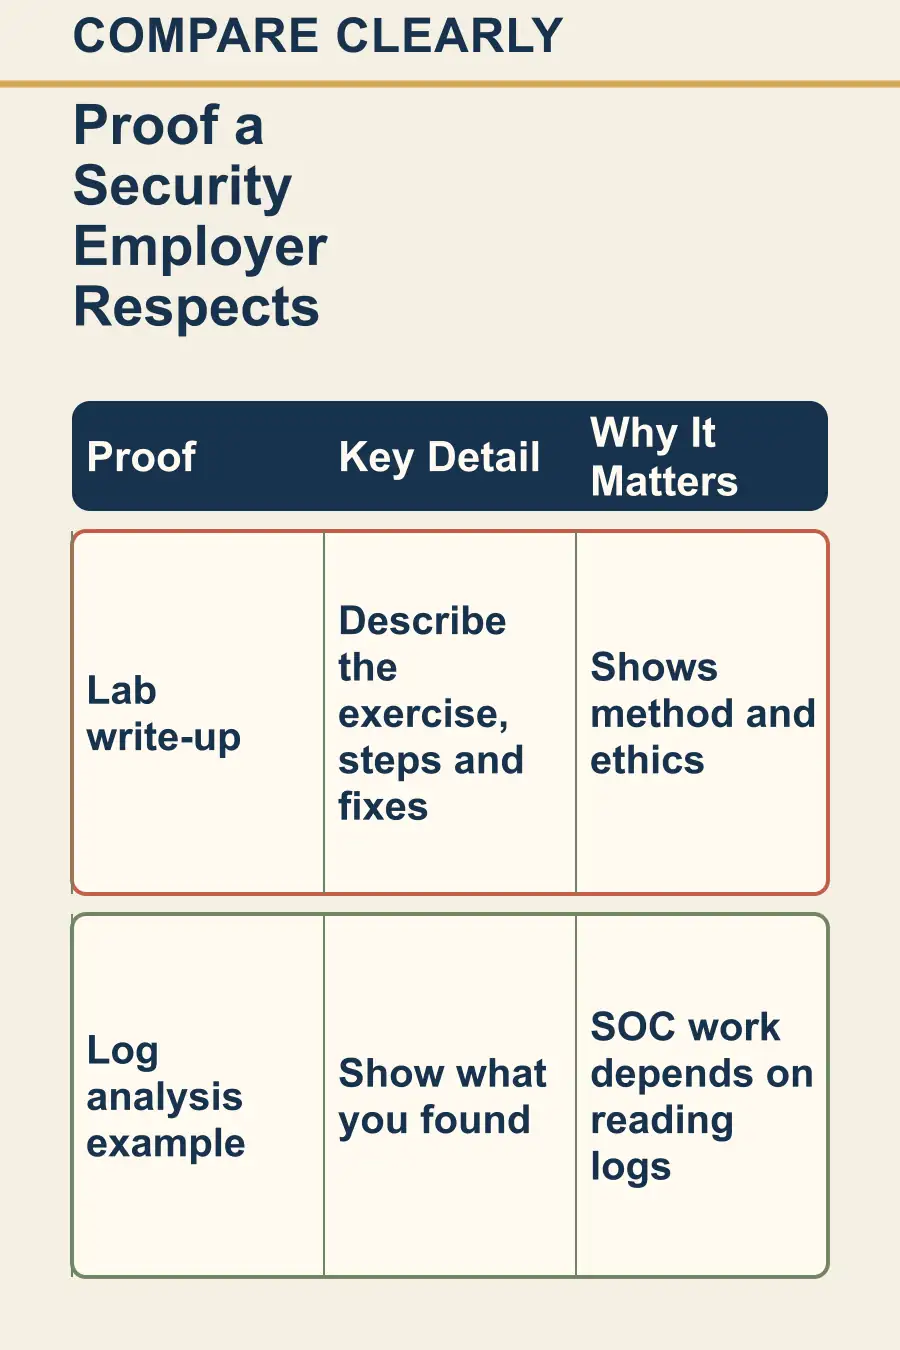 COMPARE CLEARLY
Proof a
Security
Employer
Respects
Proof
Key Detail
Why It
Matters
Lab
write-up
Describe
the
exercise,
steps and
fixes
Shows
method and
ethics
Log
analysis
example
Show what
you found
SOC work
depends on
reading
logs